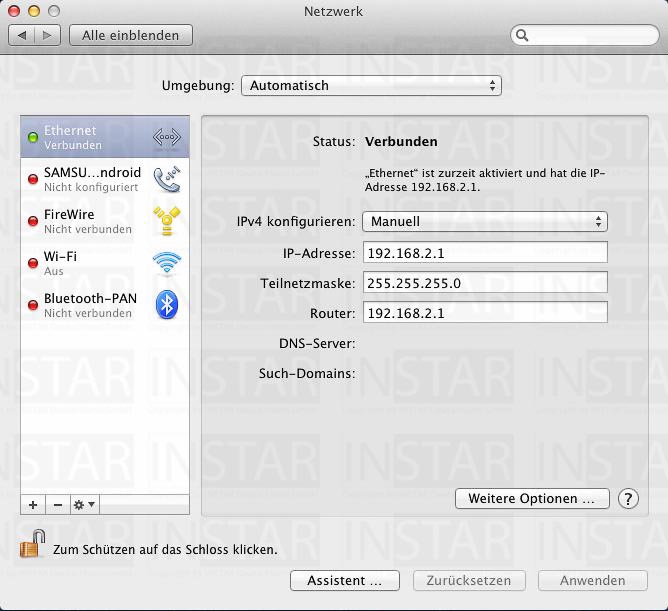 Netzwerk
Alle einblenden
Umgebung: Automatisch
Ethernet
Verbunden
SAMSU...ndroid
Nicht konfiguriert
FireWire
Nicht verbunden
Wi-Fi
Aus
Bluetooth-PAN
Nicht verbunden
Status: Verbunden
„Ethernet“ ist zurzeit aktiviert und hat die IP-
Adresse 192.168.2.1.
IPv4 konfigurieren: Manuell
IP-Adresse: 192.168.2.1
Teilnetzmaske: 255.255.255.0
Router: 192.168.2.1
DNS-Server:
Such-Domains:
Weitere Optionen ...
?
Zum Schützen auf das Schloss klicken.
Assistent ...
Zurücksetzen
Anwenden
INSTAR